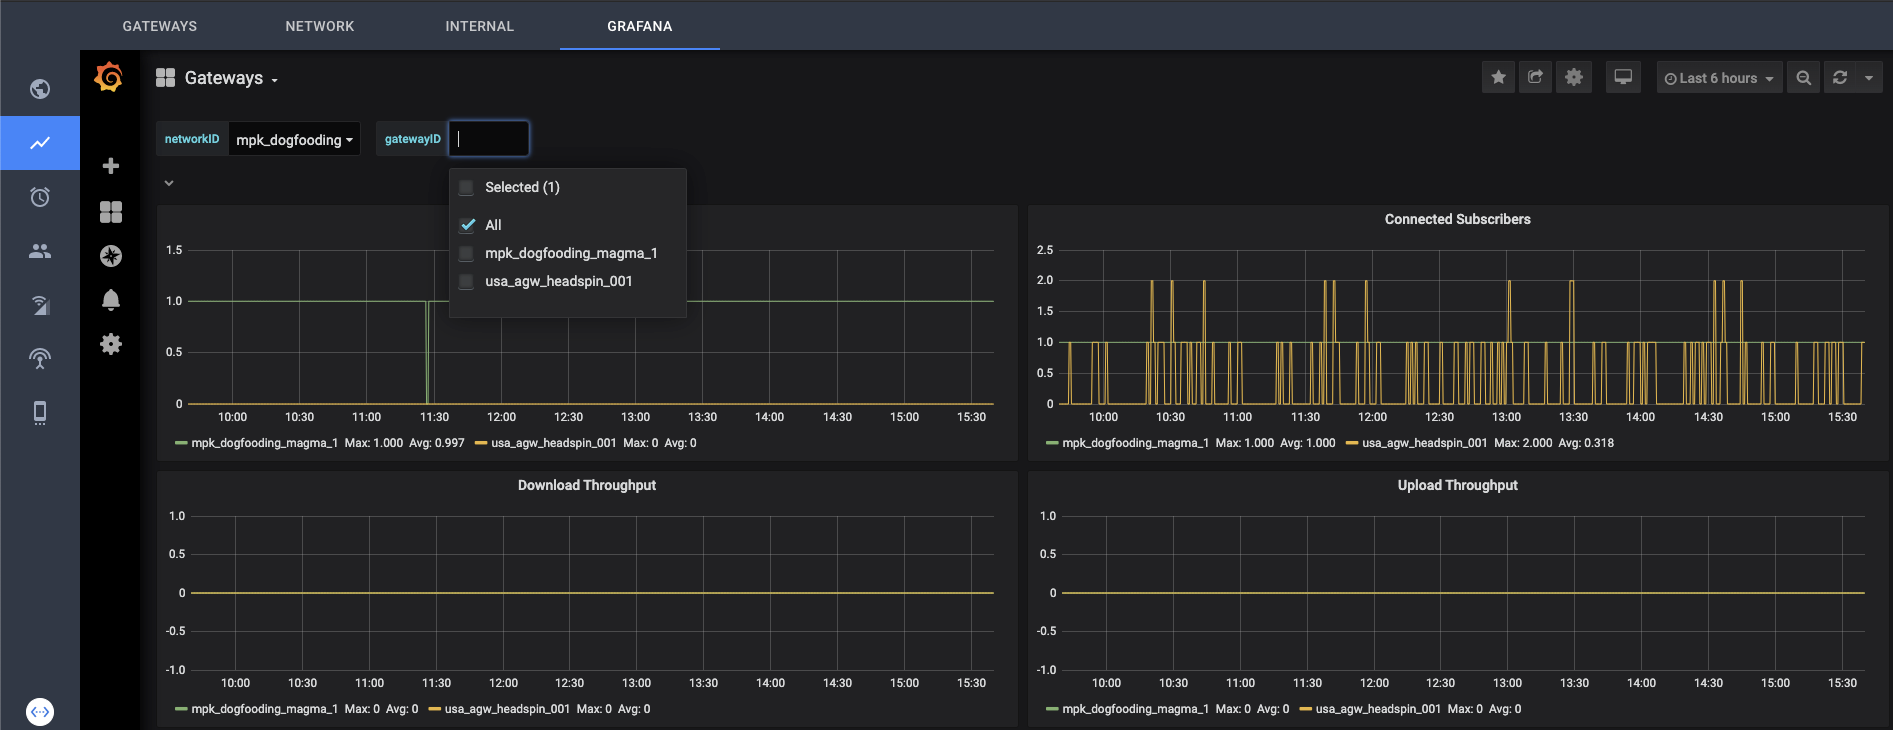 GATEWAYS NETWORK INTERNAL GRAFANA
Gateways
Last 6 hours
networkID mpk_dogfooding gatewayID
Selected (1)
All
mpk_dogfooding_magma_1
usa_agw_headspin_001
1.5
1.0
0.5
0
10:00 10:30 11:00 11:30 12:00 12:30 13:00 13:30 14:00 14:30 15:00 15:30
mpk_dogfooding_magma_1 Max: 1.000 Avg: 0.997 usa_agw_headspin_001 Max: 0 Avg: 0
Connected Subscribers
2.5
2.0
1.5
1.0
0.5
0
10:00 10:30 11:00 11:30 12:00 12:30 13:00 13:30 14:00 14:30 15:00 15:30
mpk_dogfooding_magma_1 Max: 1.000 Avg: 1.000 usa_agw_headspin_001 Max: 2.000 Avg: 0.318
Download Throughput
1.0
0.5
0
-0.5
-1.0
10:00 10:30 11:00 11:30 12:00 12:30 13:00 13:30 14:00 14:30 15:00 15:30
mpk_dogfooding_magma_1 Max: 0 Avg: 0 usa_agw_headspin_001 Max: 0 Avg: 0
Upload Throughput
1.0
0.5
0
-0.5
-1.0
10:00 10:30 11:00 11:30 12:00 12:30 13:00 13:30 14:00 14:30 15:00 15:30
mpk_dogfooding_magma_1 Max: 0 Avg: 0 usa_agw_headspin_001 Max: 0 Avg: 0